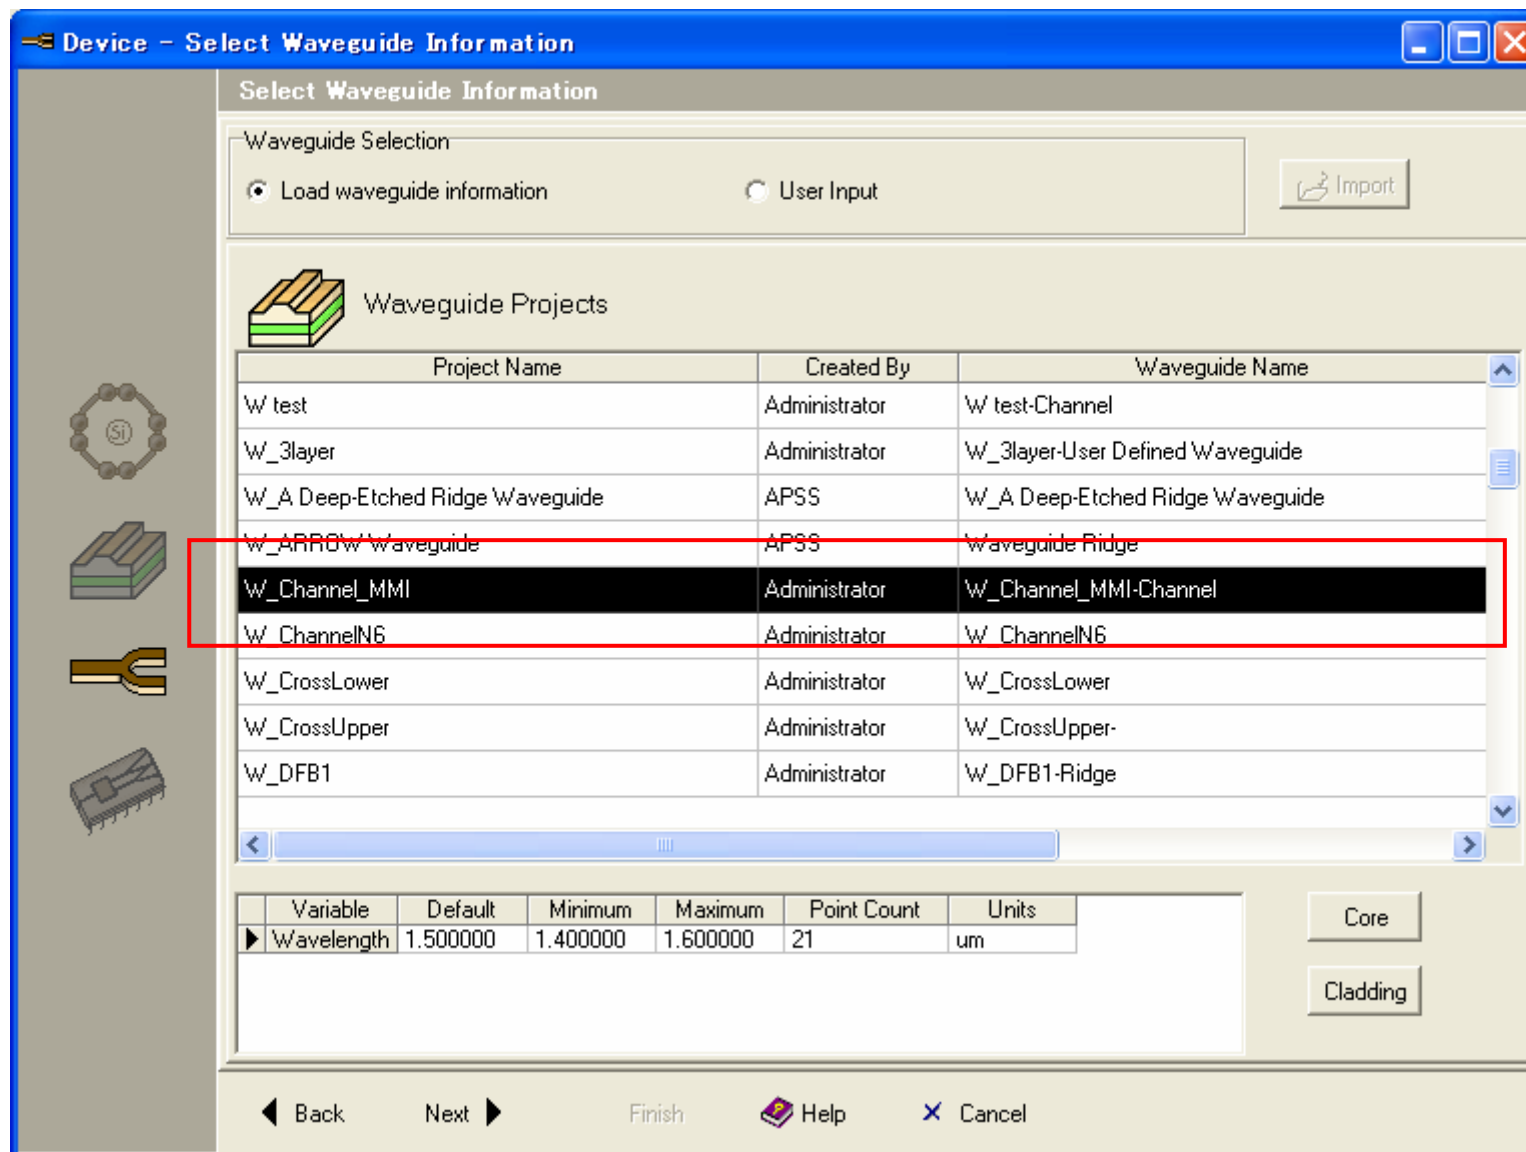 Device - Select Waveguide Information
Select Waveguide Information
Waveguide Selection
Load waveguide information User Input Import
Waveguide Projects
Project Name Created By Waveguide Name
W test Administrator W test-Channel
W_3layer Administrator W_3layer-User Defined Waveguide
W_A Deep-Etched Ridge Waveguide APSS W_A Deep-Etched Ridge Waveguide
W_ARROW Waveguide APSS Waveguide Ridge
W_Channel_MMI Administrator W_Channel_MMI-Channel
W_ChannelN6 Administrator W_ChannelN6
W_CrossLower Administrator W_CrossLower
W_CrossUpper Administrator W_CrossUpper-
W_DFB1 Administrator W_DFB1-Ridge
Si
Variable Default Minimum Maximum Point Count Units
Wavelength 1.500000 1.400000 1.600000 21 um
Core
Cladding
Back Next Finish Help Cancel